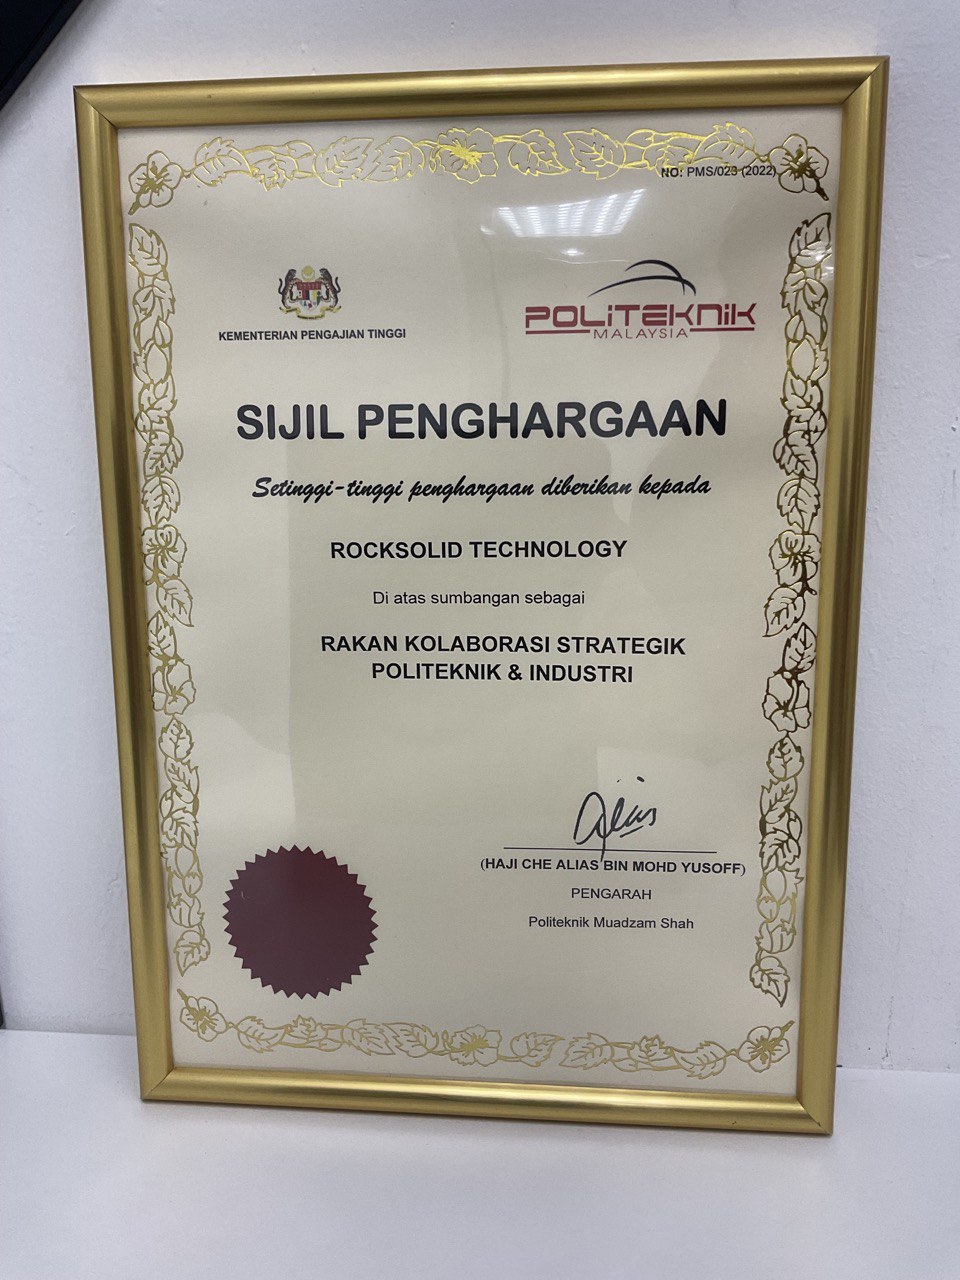 NO: PMS/023 (2022)
KEMENTERIAN PENGAJIAN TINGGI
POLITEKNIK
MALAYSIA
SIJIL PENGHARGAAN
Setinggi-tinggi penghargaan diberikan kepada
ROCKSOLID TECHNOLOGY
Di atas sumbangan sebagai
RAKAN KOLABORASI STRATEGIK
POLITEKNIK & INDUSTRI
Alias
(HAJI CHE ALIAS BIN MOHD YUSOFF)
PENGARAH
Politeknik Muadzam Shah